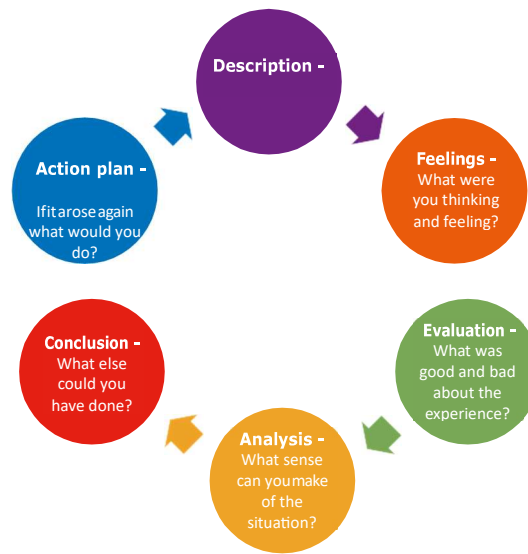 Description -
Feelings -
What were
you thinking
and feeling?
Evaluation -
What was
good and bad
about the
experience?
Analysis -
What sense
can youmake
of the
situation?
Conclusion -
What else
could you
have done?
Action plan -
Ifitaroseagain
what would you
do?